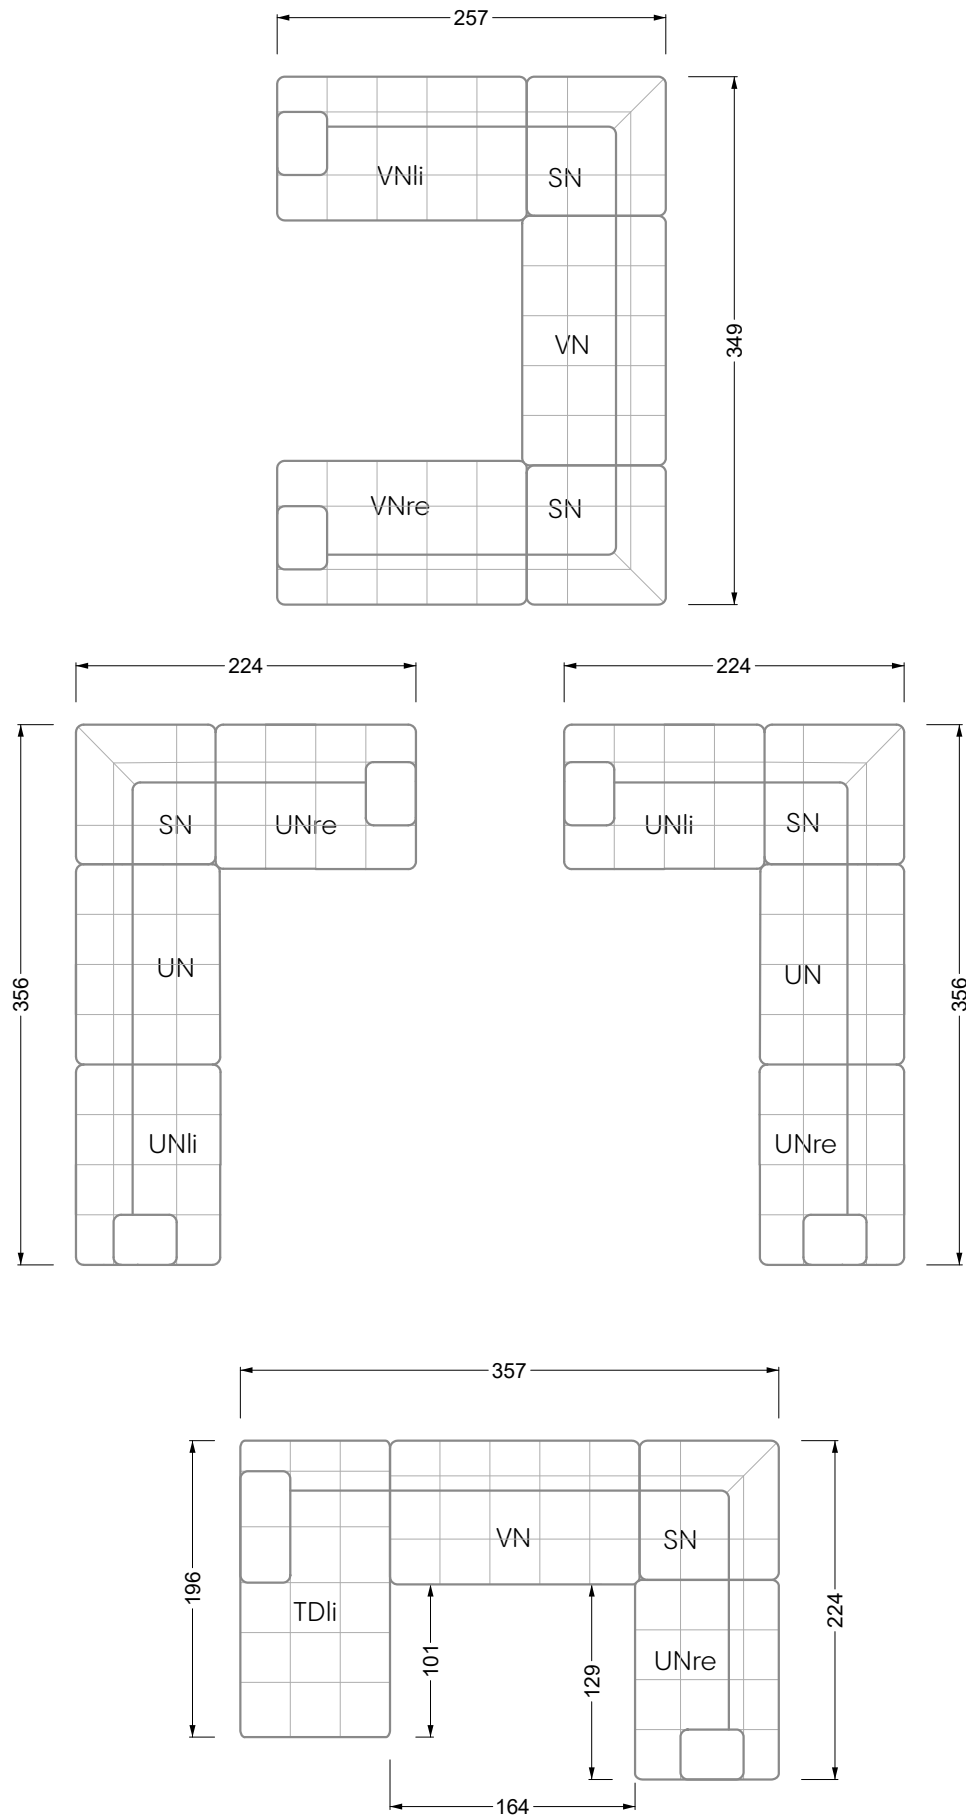 257
VNli
SN
VN
349
VNre
SN
224
224
SN
UNre
UNli
SN
UN
UN
356
356
UNli
UNre
357
VN
SN
196
TDli
224
UNre
101
129
164